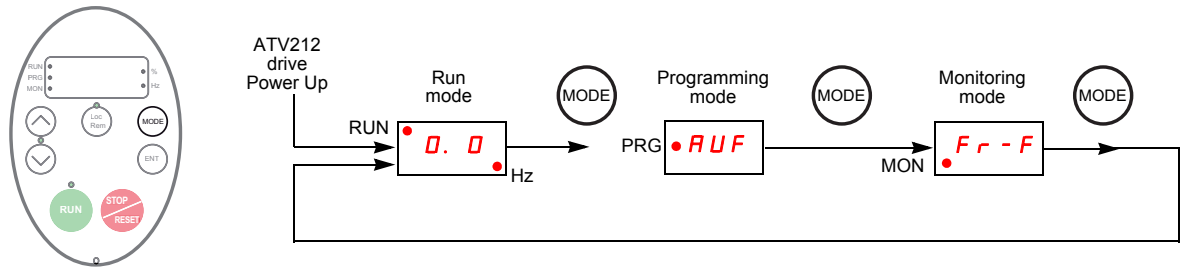 RUN
PRG
MON
%
Hz
Loc
Rem
MODE
ENT
RUN
STOP
RESET
ATV212
drive
Power Up
Run
mode
RUN
0. 0
Hz
MODE
Programming
mode
PRG
AUF
MODE
Monitoring
mode
MON
Fr-F
MODE